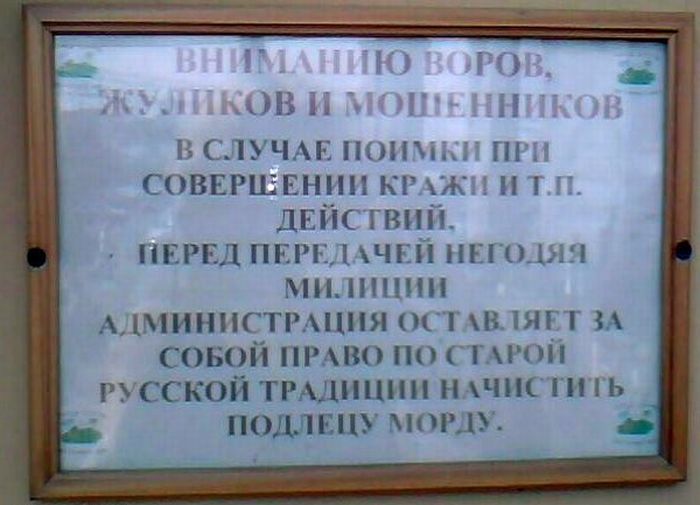 ВНИМАНИЮ ВОРОВ,
ЖУЛИКОВ И МОШЕННИКОВ
В СЛУЧАЕ ПОИМКИ ПРИ
СОВЕРШЕНИИ КРАЖИ И Т.П.
ДЕЙСТВИЙ,
ПЕРЕД ПЕРЕДАЧЕЙ НЕГОДЯЯ
МИЛИЦИИ
АДМИНИСТРАЦИЯ ОСТАВЛЯЕТ ЗА
СОБОЙ ПРАВО ПО СТАРОЙ
РУССКОЙ ТРАДИЦИИ НАЧИСТИТЬ
ПОДЛЕЦУ МОРДУ.